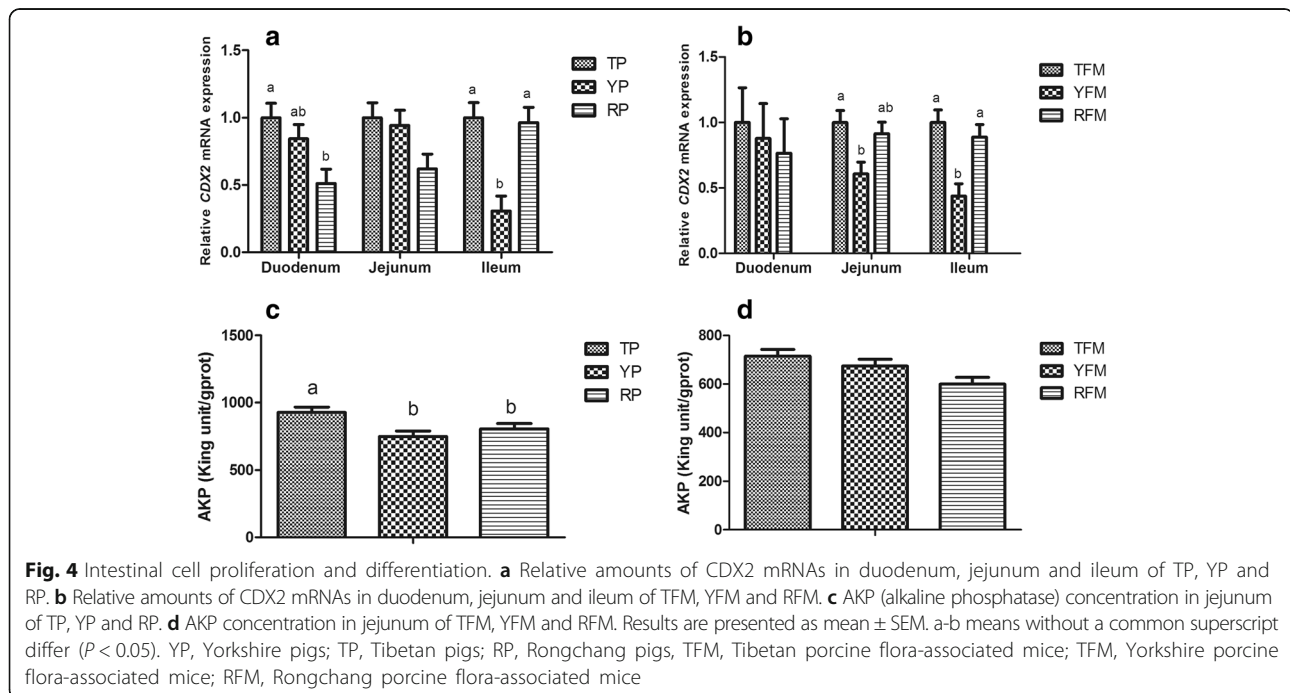 a
Relative CDX2 mRNA expression
1.5
1.0
0.5
0.0
a
ab
b
a
b
a
Duodenum
Jejunum
Ileum
TP
YP
RP
b
Relative CDX2 mRNA expression
1.5
1.0
0.5
0.0
a
b
ab
a
b
a
Duodenum
Jejunum
Ileum
TFM
YFM
RFM
c
AKP (King unit/gprot)
1500
1000
500
0
a
b
b
TP
YP
RP
d
AKP (King unit/gprot)
800
600
400
200
0
TFM
YFM
RFM
Fig. 4 Intestinal cell proliferation and differentiation. a Relative amounts of CDX2 mRNAs in duodenum, jejunum and ileum of TP, YP and
RP. b Relative amounts of CDX2 mRNAs in duodenum, jejunum and ileum of TFM, YFM and RFM. c AKP (alkaline phosphatase) concentration in jejunum
of TP, YP and RP. d AKP concentration in jejunum of TFM, YFM and RFM. Results are presented as mean ± SEM. a-b means without a common superscript
differ (P < 0.05). YP, Yorkshire pigs; TP, Tibetan pigs; RP, Rongchang pigs, TFM, Tibetan porcine flora-associated mice; TFM, Yorkshire porcine
flora-associated mice; RFM, Rongchang porcine flora-associated mice